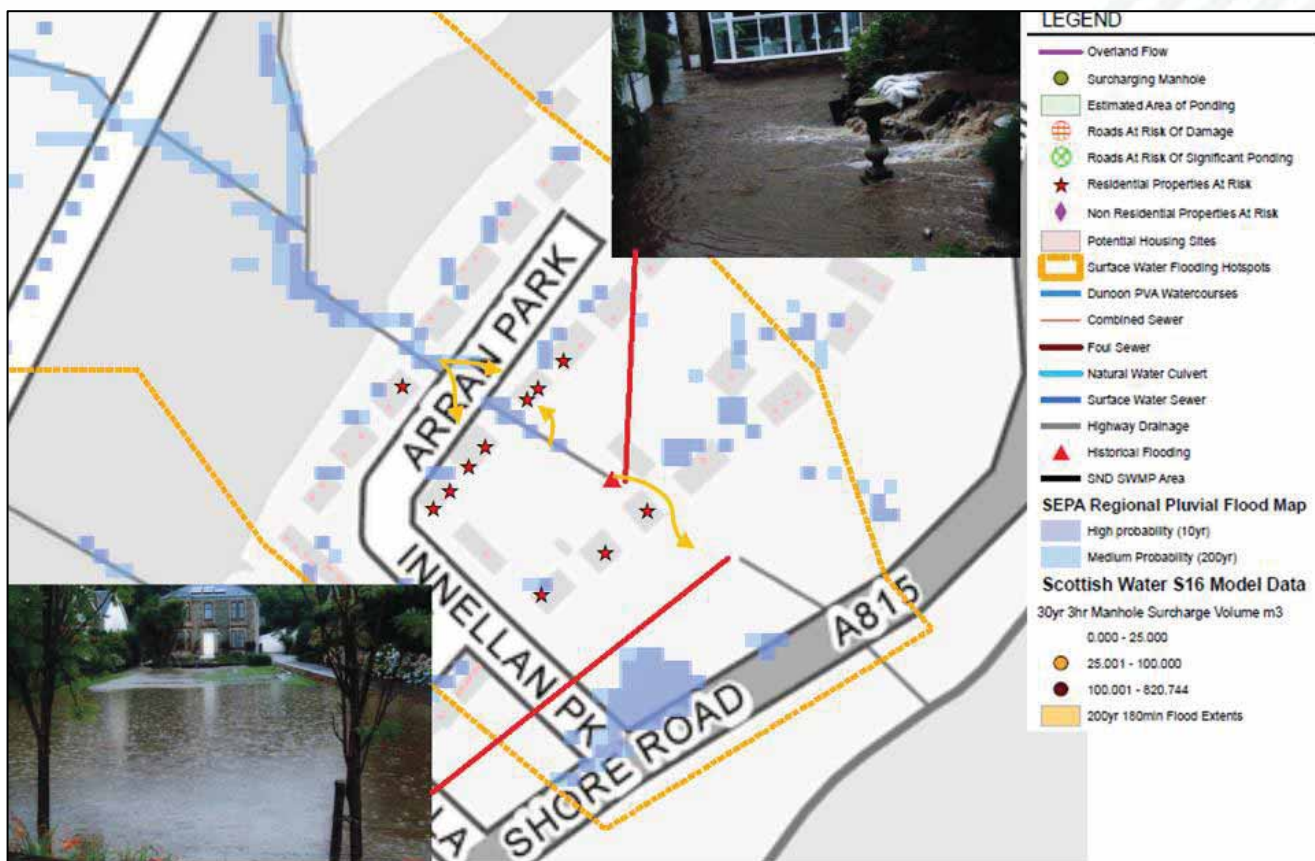 ARRAN PARK
INNELLAN PK
SHORE ROAD
A815
LA
LEGEND
Overland Flow
Surcharging Manhole
Estimated Area of Ponding
Roads At Risk Of Damage
Roads At Risk Of Significant Ponding
Residential Properties At Risk
Non Residential Properties At Risk
Potential Housing Sites
Surface Water Flooding Hotspots
Dunoon PVA Watercourses
Combined Sewer
Foul Sewer
Natural Water Culvert
Surface Water Sewer
Highway Drainage
Historical Flooding
SND SWMP Area
SEPA Regional Pluvial Flood Map
High probability (10yr)
Medium Probability (200yr)
Scottish Water S16 Model Data
30yr 3hr Manhole Surcharge Volume m3
0.000 - 25.000
25.001 - 100.000
100.001 - 820.744
200yr 180min Flood Extents